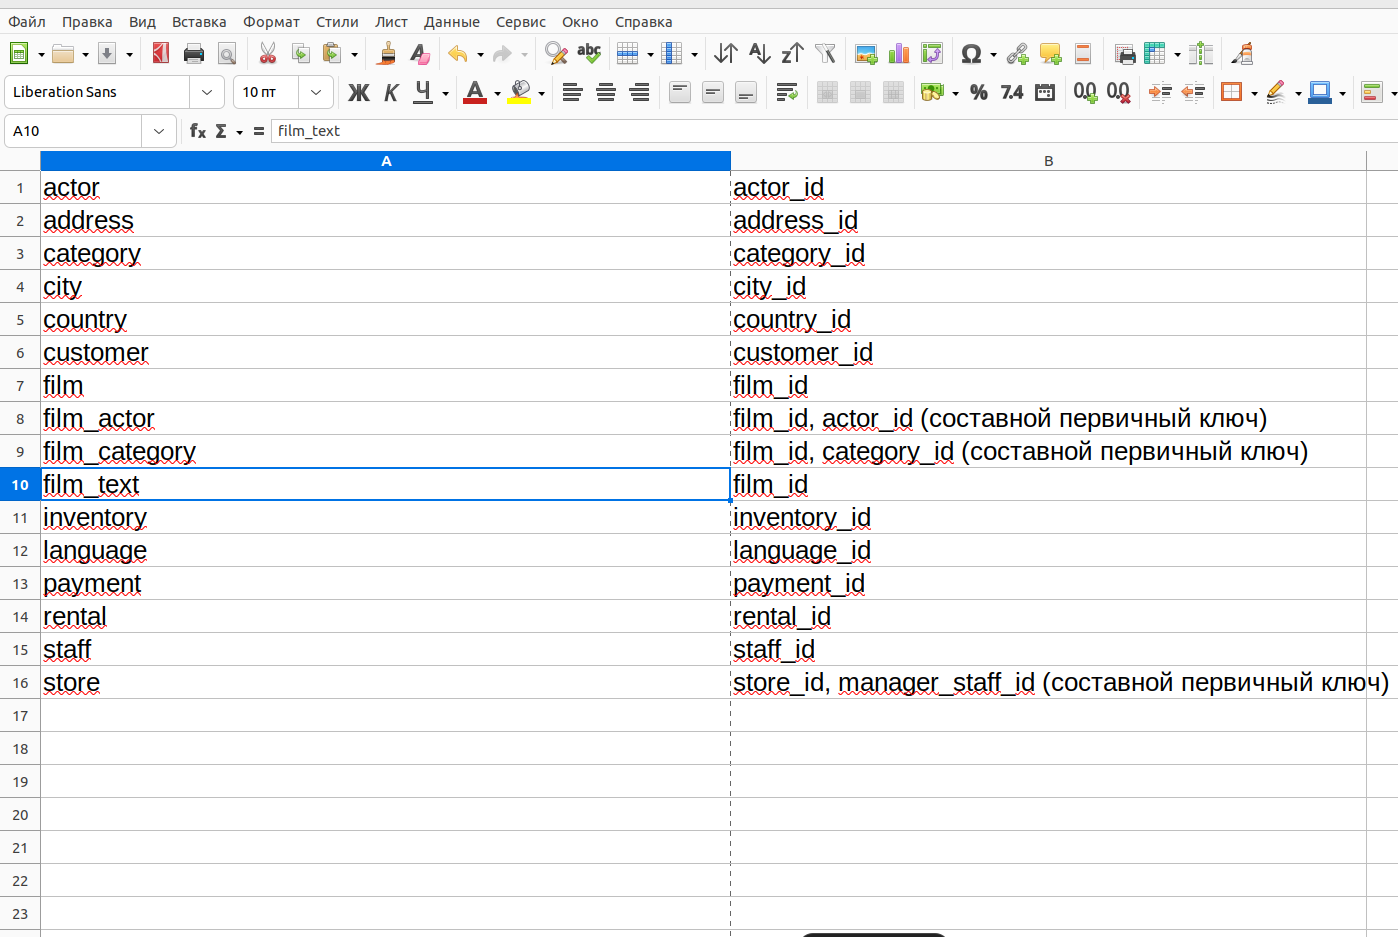 Файл Правка Вид Вставка Формат Стили Лист Данные Сервис Окно Справка
abc Ω
Liberation Sans 10 пт Ж К Ч А % 7.4 0.0 0.0
A10 fx Σ = film_text
A B
1 actor actor_id
2 address address_id
3 category category_id
4 city city_id
5 country country_id
6 customer customer_id
7 film film_id
8 film_actor film_id, actor_id (составной первичный ключ)
9 film_category film_id, category_id (составной первичный ключ)
10 film_text film_id
11 inventory inventory_id
12 language language_id
13 payment payment_id
14 rental rental_id
15 staff staff_id
16 store store_id, manager_staff_id (составной первичный ключ)
17
18
19
20
21
22
23